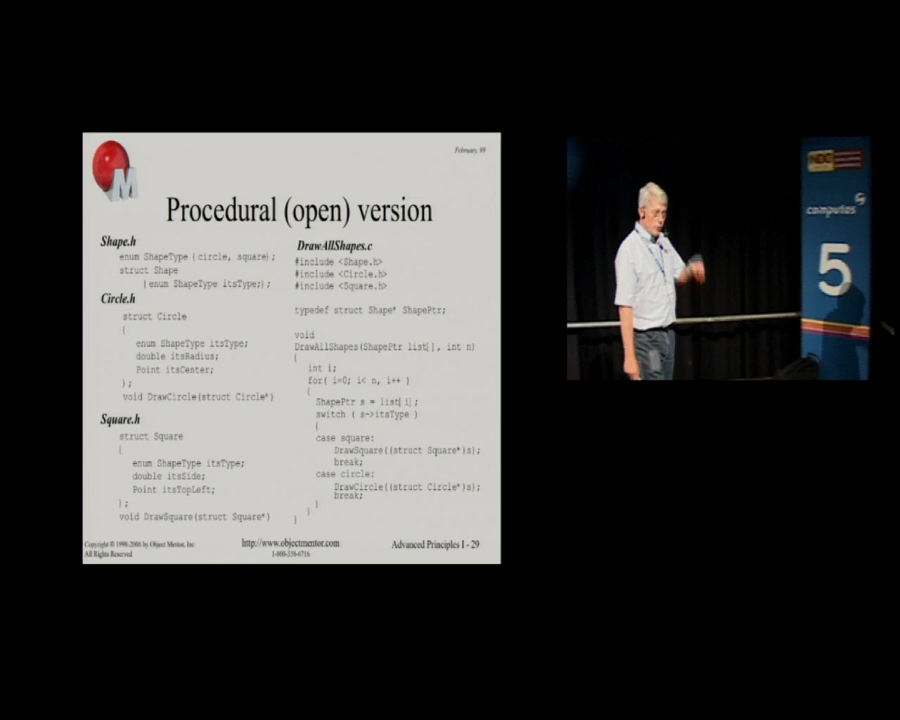 M
February, 99
Procedural (open) version
Shape.h
enum ShapeType {circle, square};
struct Shape
{enum ShapeType itsType;};
Circle.h
struct Circle
{
enum ShapeType itsType;
double itsRadius;
Point itsCenter;
};
void DrawCircle(struct Circle*)
Square.h
struct Square
{
enum ShapeType itsType;
double itsSide;
Point itsTopLeft;
};
void DrawSquare(struct Square*)
DrawAllShapes.c
#include <Shape.h>
#include <Circle.h>
#include <Square.h>
typedef struct Shape* ShapePtr;
void
DrawAllShapes(ShapePtr list[], int n)
{
int i;
for( i=0; i< n, i++ )
{
ShapePtr s = list[i];
switch ( s->itsType )
{
case square:
DrawSquare((struct Square*)s);
break;
case circle:
DrawCircle((struct Circle*)s);
break;
}
}
}
Copyright © 1998-2006 by Object Mentor, Inc
All Rights Reserved
http://www.objectmentor.com
1-800-338-6716
Advanced Principles I - 29
NDC
computas
5